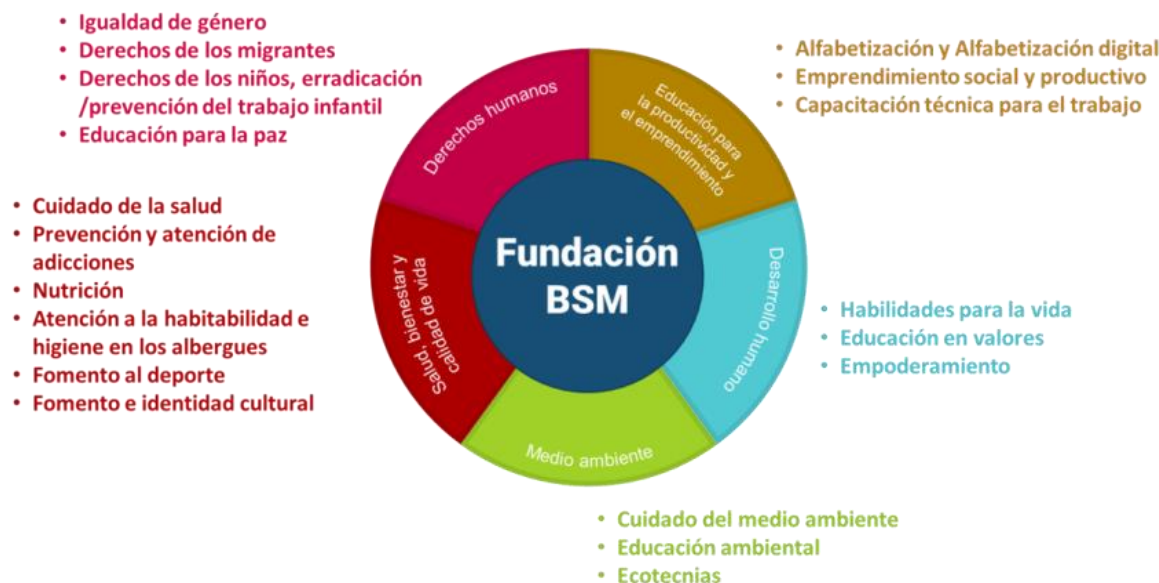 • Igualdad de género
• Derechos de los migrantes
• Derechos de los niños, erradicación
/prevención del trabajo infantil
• Educación para la paz
• Alfabetización y Alfabetización digital
• Emprendimiento social y productivo
• Capacitación técnica para el trabajo
Derechos humanos
Educación para
la productividad y
el emprendimiento
• Cuidado de la salud
• Prevención y atención de
adicciones
• Nutrición
• Atención a la habitabilidad e
higiene en los albergues
• Fomento al deporte
• Fomento e identidad cultural
Salud, bienestar y
calidad de vida
Fundación
BSM
Desarrollo humano
• Habilidades para la vida
• Educación en valores
• Empoderamiento
Medio ambiente
• Cuidado del medio ambiente
• Educación ambiental
• Ecotecnias